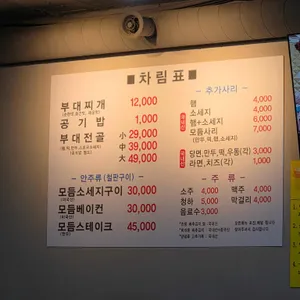 ■차림표■
부대찌개 12,000
공기밥 1,000
부대전골 小 29,000
中 39,000
大 49,000
- 안주류 (철판구이) -
모듬소세지구이 30,000
모듬베이컨 30,000
모듬스테이크 45,000
- 추가사리 -
햄 4,000
소세지 4,000
햄+소세지 6,000
모듬사리 7,000
당면,만두,떡,우동(각) 3,000
라면,치즈(각) 1,000
- 주 류 -
소주 4,000 맥주 4,000
청하 5,000 막걸리 4,000
음료수 3,000